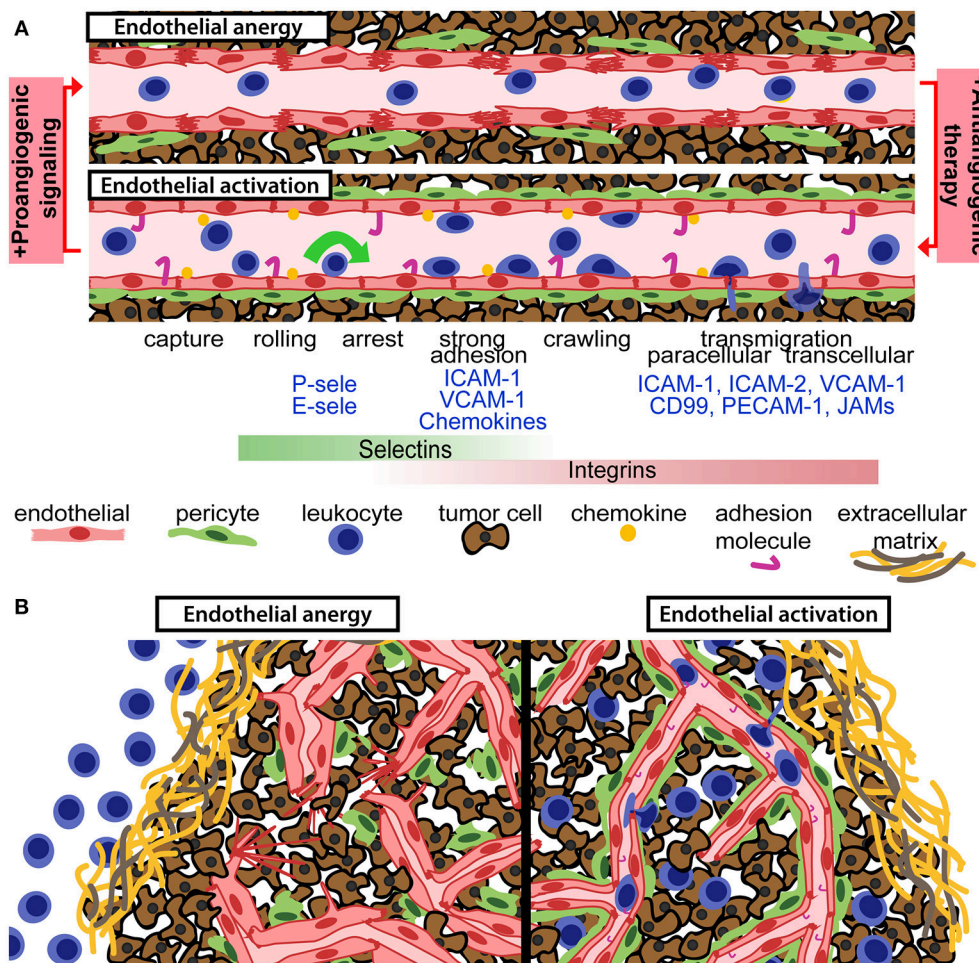 A
Endothelial anergy
+Proangiogenic
signaling
therapy
Endothelial activation
capture rolling arrest strong crawling transmigration
adhesion paracellular transcellular
P-sele ICAM-1 ICAM-1, ICAM-2, VCAM-1
E-sele VCAM-1 CD99, PECAM-1, JAMs
Chemokines
Selectins
Integrins
endothelial pericyte leukocyte tumor cell chemokine adhesion extracellular
molecule matrix
B
Endothelial anergy Endothelial activation